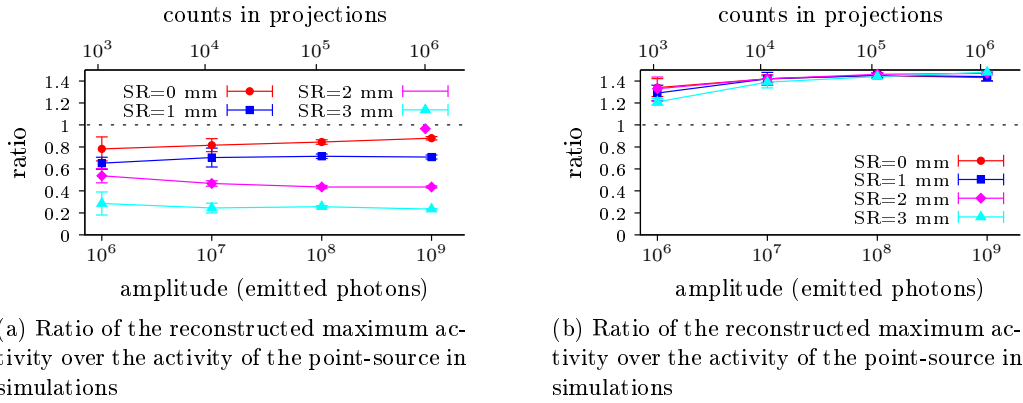 counts in projections
10^3 10^4 10^5 10^6
1.4
1.2
1
0.8
0.6
0.4
0.2
0
ratio
SR=0 mm SR=2 mm
SR=1 mm SR=3 mm
10^6 10^7 10^8 10^9
amplitude (emitted photons)
(a) Ratio of the reconstructed maximum ac-
tivity over the activity of the point-source in
simulations
counts in projections
10^3 10^4 10^5 10^6
1.4
1.2
1
0.8
0.6
0.4
0.2
0
ratio
SR=0 mm
SR=1 mm
SR=2 mm
SR=3 mm
10^6 10^7 10^8 10^9
amplitude (emitted photons)
(b) Ratio of the reconstructed maximum ac-
tivity over the activity of the point-source in
simulations